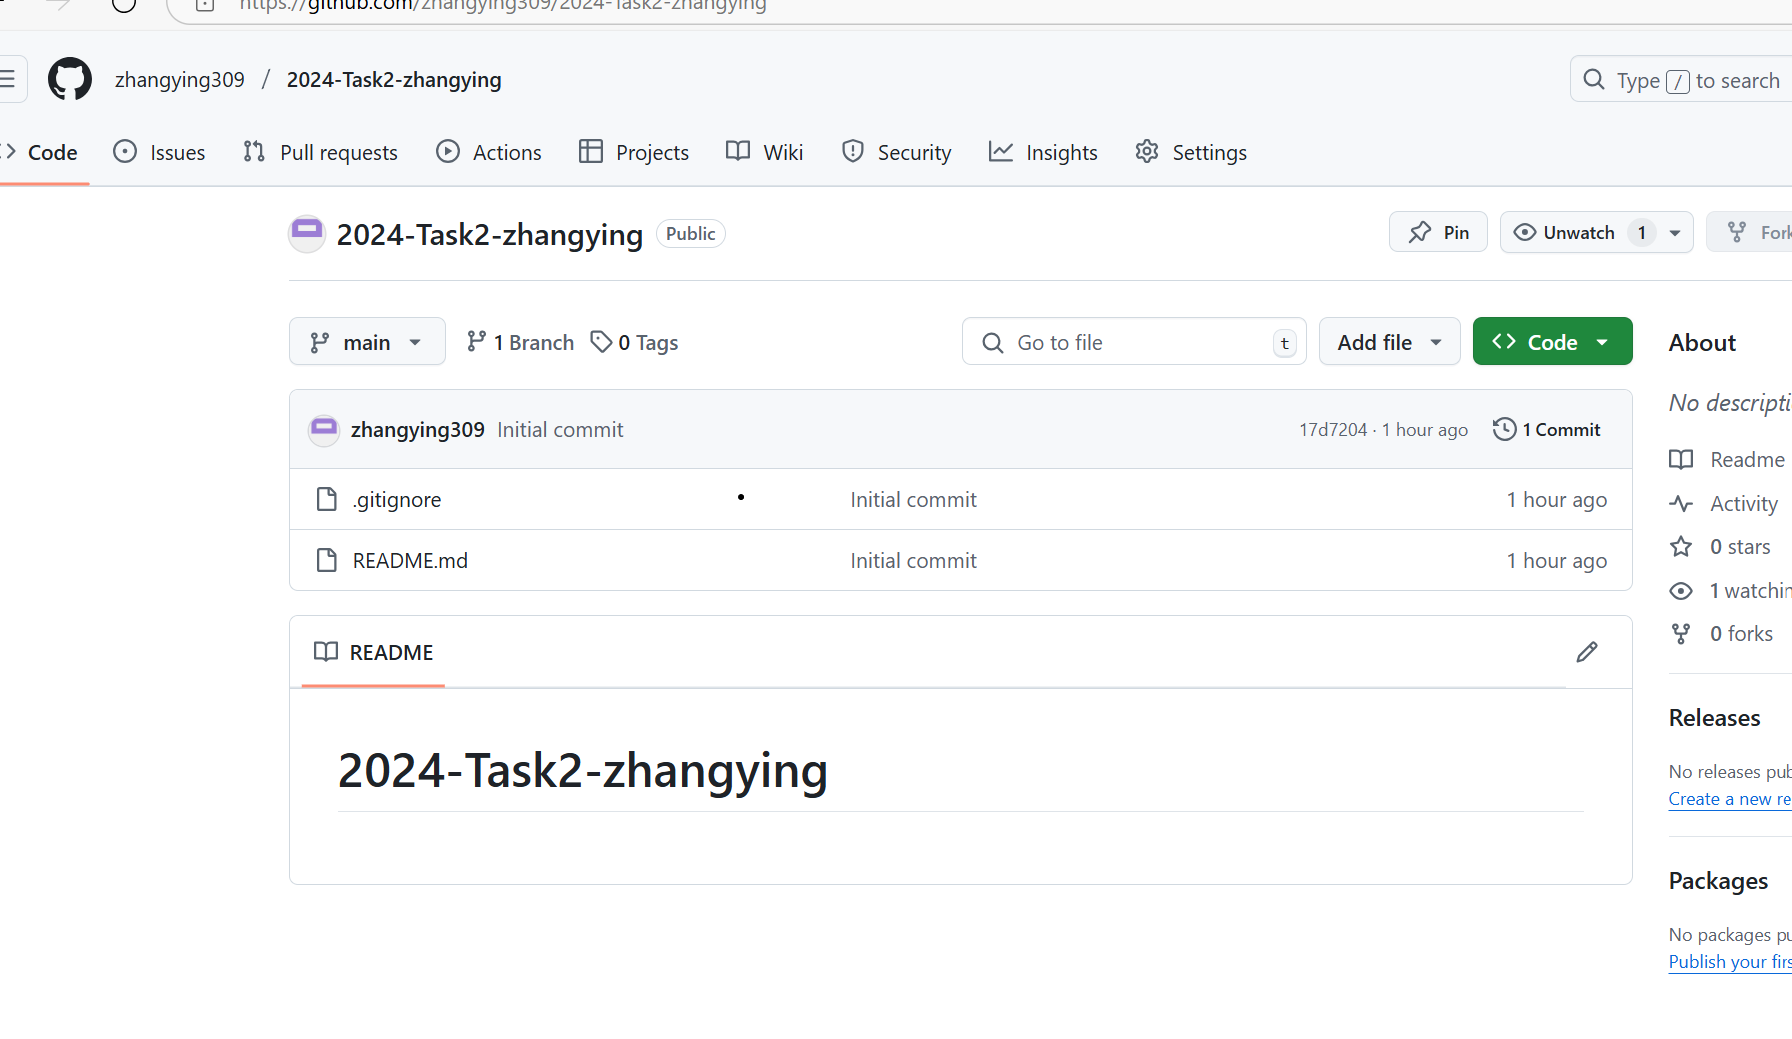 https://github.com/zhangying309/2024-Task2-zhangying
zhangying309 / 2024-Task2-zhangying
Type / to search
Code Issues Pull requests Actions Projects Wiki Security Insights Settings
2024-Task2-zhangying Public
Pin Unwatch 1 Fork
main 1 Branch 0 Tags Go to file t Add file Code
zhangying309 Initial commit 17d7204 · 1 hour ago 1 Commit
.gitignore Initial commit 1 hour ago
README.md Initial commit 1 hour ago
README
2024-Task2-zhangying
About
No descripti
Readme
Activity
0 stars
1 watchin
0 forks
Releases
No releases pub
Create a new re
Packages
No packages pu
Publish your firs